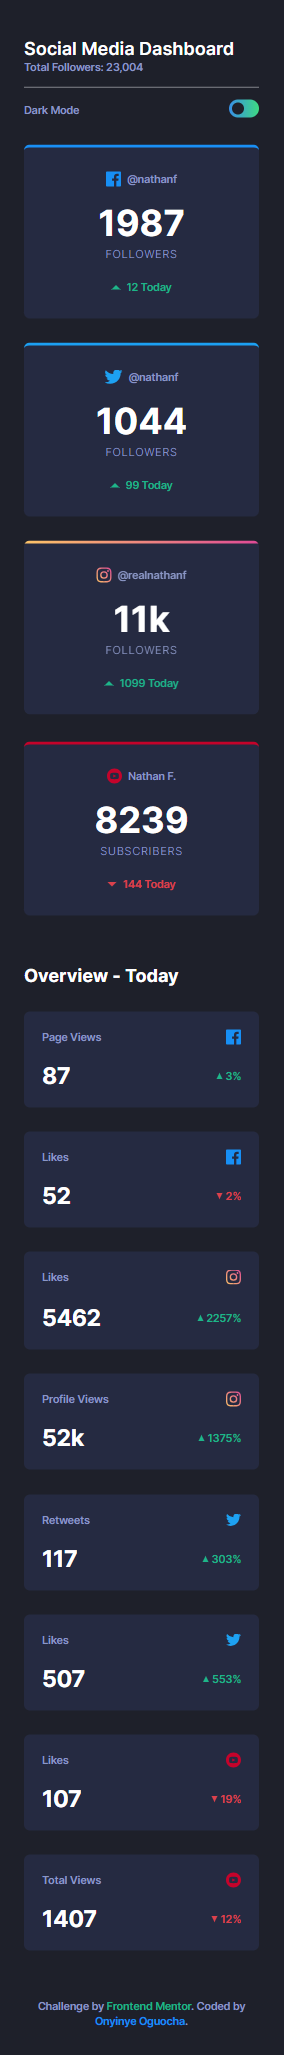 Social Media Dashboard
Total Followers: 23,004
Dark Mode
@nathanf
1987
FOLLOWERS
12 Today
@nathanf
1044
FOLLOWERS
99 Today
@realnathanf
11k
FOLLOWERS
1099 Today
Nathan F.
8239
SUBSCRIBERS
144 Today
Overview - Today
Page Views
87
3%
Likes
52
2%
Likes
5462
2257%
Profile Views
52k
1375%
Retweets
117
303%
Likes
507
553%
Likes
107
19%
Total Views
1407
12%
Challenge by Frontend Mentor. Coded by
Onyinye Oguocha.